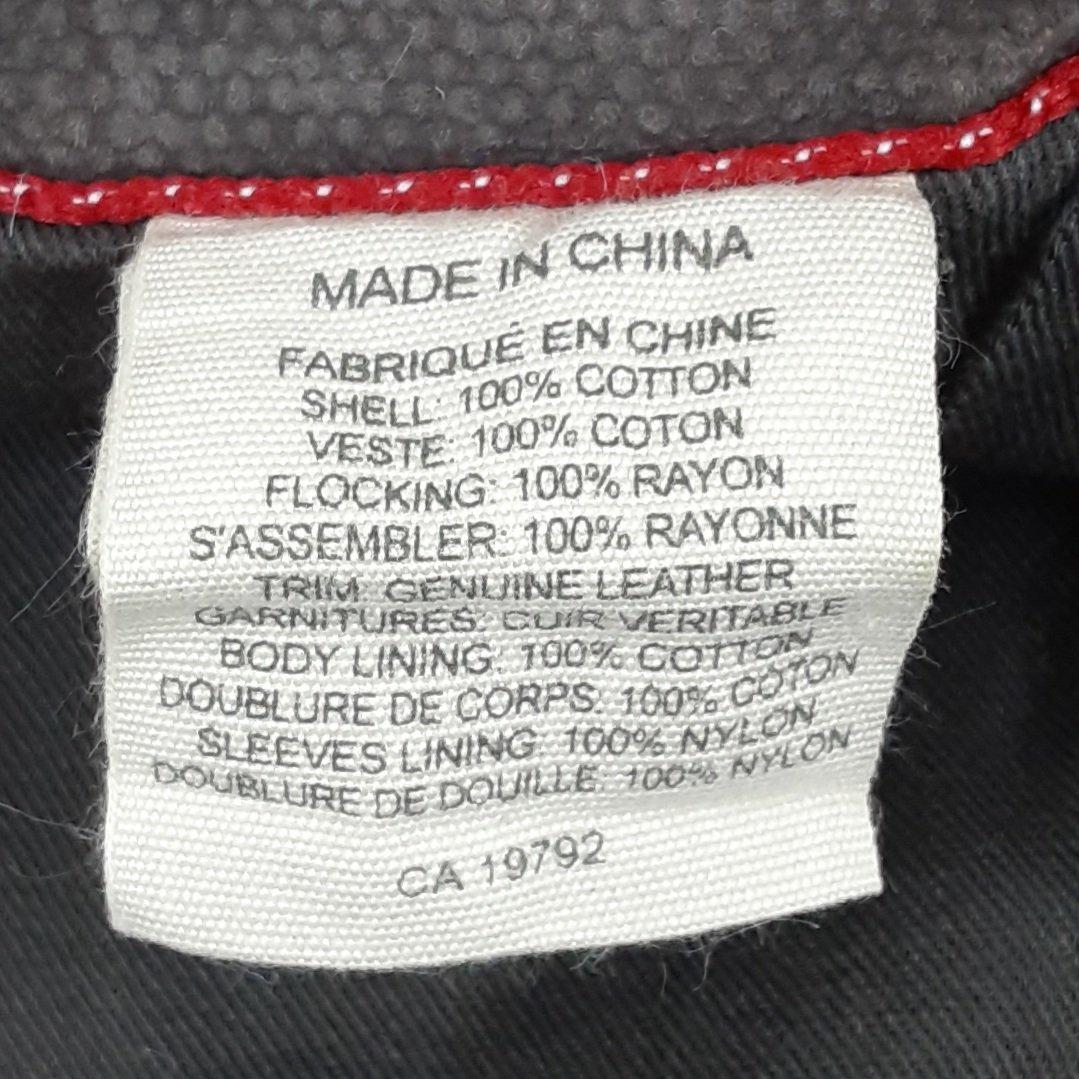 MADE IN CHINA
FABRIQUÉ EN CHINE
SHELL: 100% COTTON
VESTE: 100% COTON
FLOCKING: 100% RAYON
S'ASSEMBLER: 100% RAYONNE
TRIM: GENUINE LEATHER
GARNITURES: CUIR VERITABLE
BODY LINING: 100% COTTON
DOUBLURE DE CORPS: 100% COTON
SLEEVES LINING: 100% NYLON
DOUBLURE DE DOUILLE: 100% NYLON
CA 19792